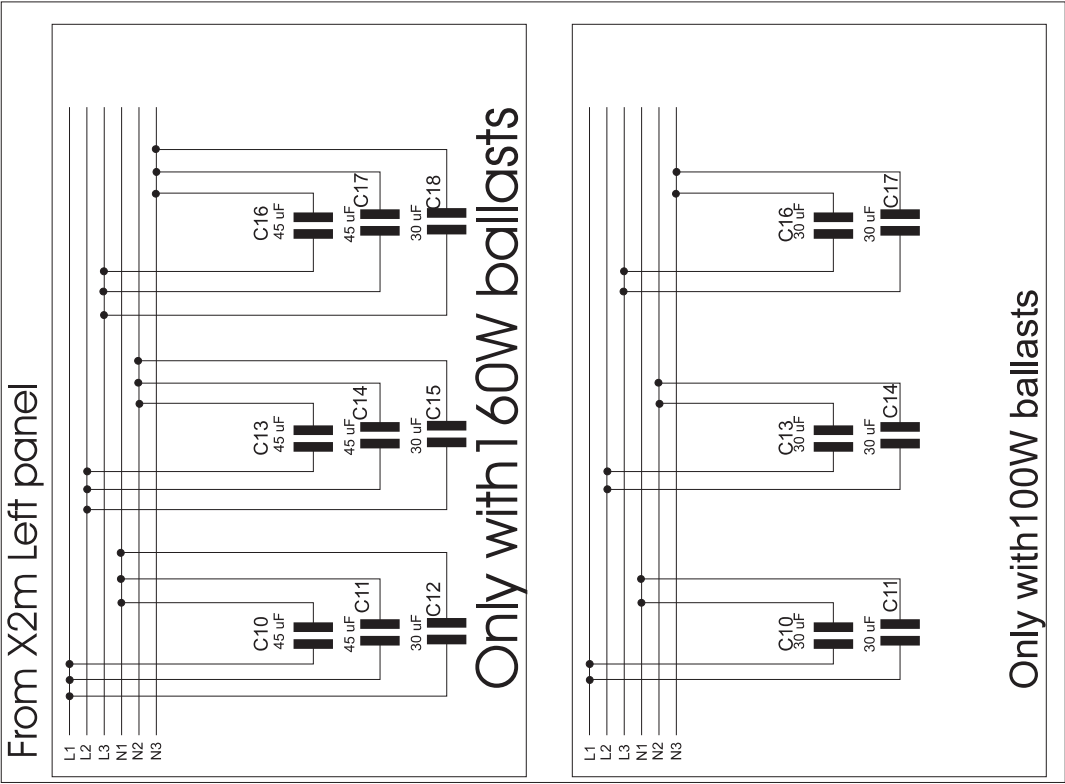 From X2m Left panel
L1
L2
L3
N1
N2
N3
C10
45 uF
C11
45 uF
C12
30 uF
C13
45 uF
C14
45 uF
C15
30 uF
C16
45 uF
C17
45 uF
C18
30 uF
Only with160W ballasts
L1
L2
L3
N1
N2
N3
C10
30 uF
C11
30 uF
C13
30 uF
C14
30 uF
C16
30 uF
C17
30 uF
Only with100W ballasts